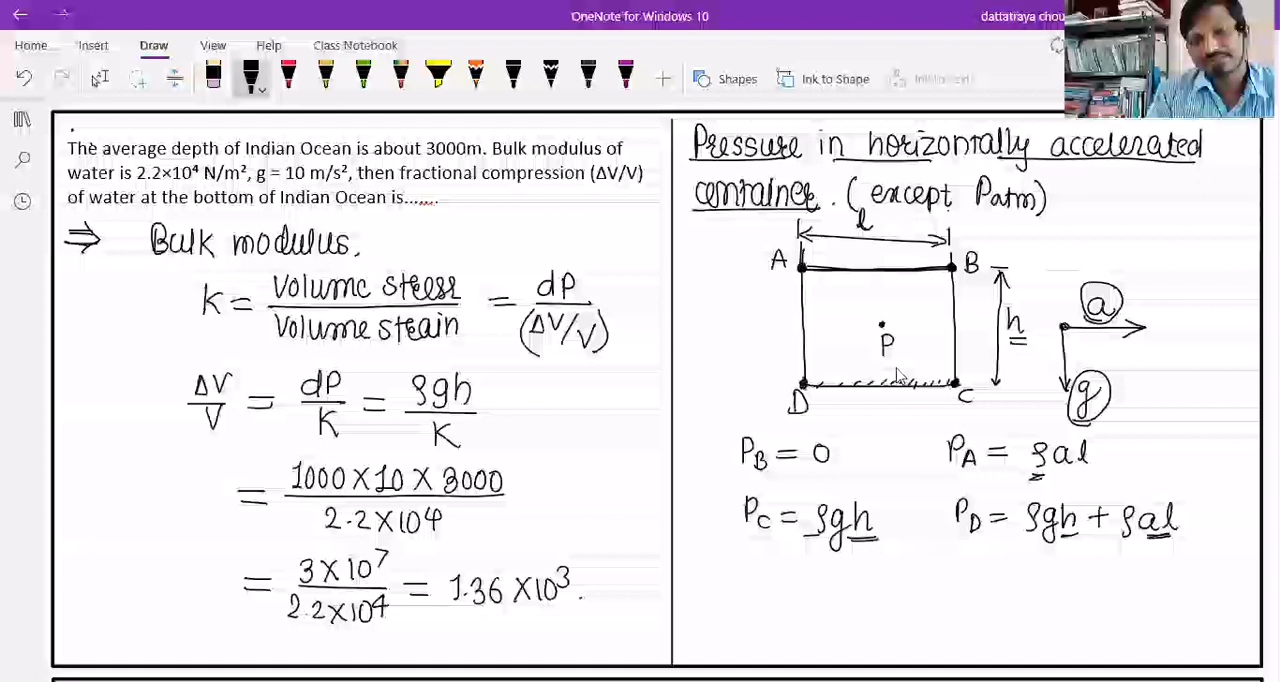 OneNote for Windows 10
dattatraya chou
Home Insert Draw View Help Class Notebook
Shapes Ink to Shape Ink to Math
The average depth of Indian Ocean is about 3000m. Bulk modulus of
water is 2.2×10⁴ N/m², g = 10 m/s², then fractional compression (ΔV/V)
of water at the bottom of Indian Ocean is.......
⇒ Bulk modulus.
K = Volume stress / Volume strain = dP / (ΔV/V)
ΔV/V = dP/K = ρgh/K
= 1000 × 10 × 3000 / 2.2 × 10⁴
= 3 × 10⁷ / 2.2 × 10⁴ = 1.36 × 10³.
Pressure in horizontally accelerated
container. (except Patm)
l
A B
a
h
P
g
D C
P_B = 0 P_A = ρal
P_C = ρgh P_D = ρgh + ρal